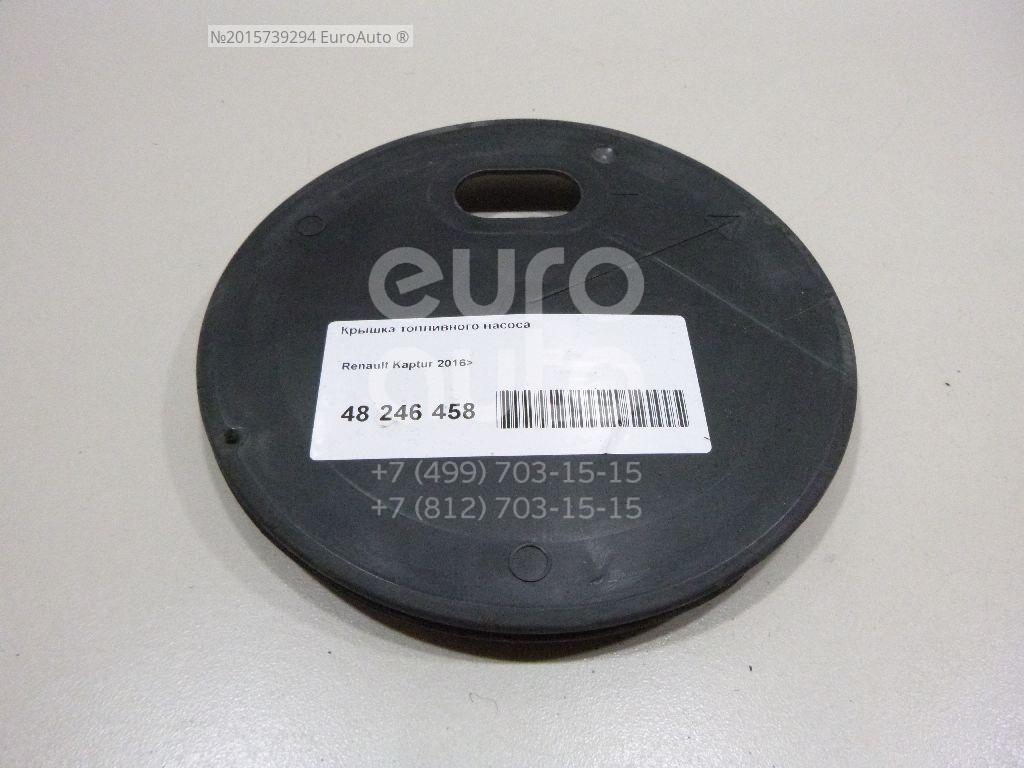 №2015739294 EuroAuto ®
euro
auto
Крышка топливного насоса
Renault Kaptur 2016>
48 246 458
+7 (499) 703-15-15
+7 (812) 703-15-15